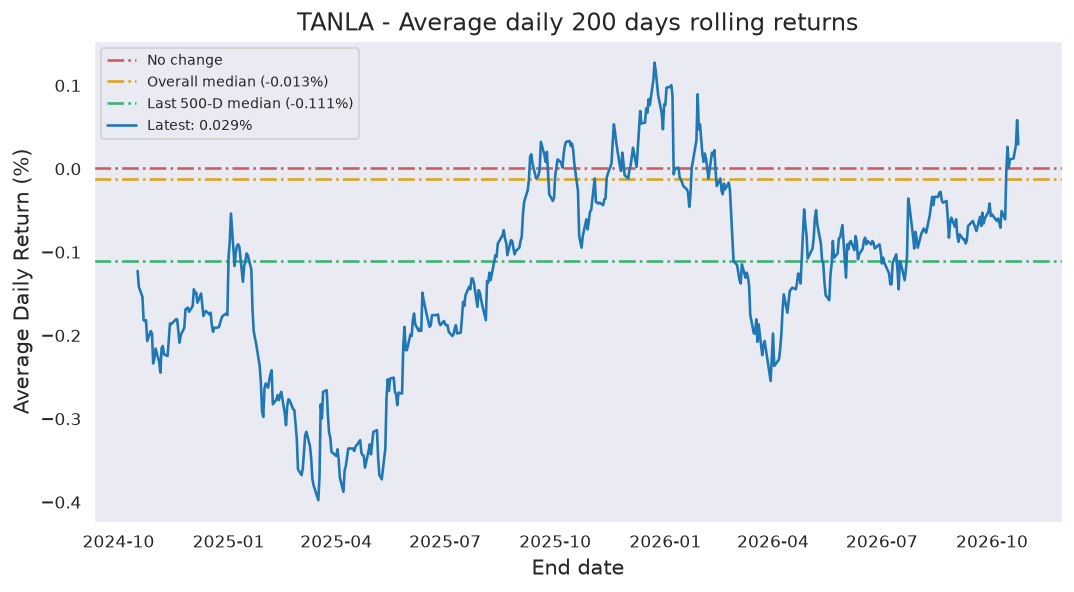 TANLA - Average daily 200 days rolling returns
No change
Overall median (-0.013%)
Last 500-D median (-0.111%)
Latest: 0.029%
Average Daily Return (%)
0.1
0.0
−0.1
−0.2
−0.3
−0.4
2024-10 2025-01 2025-04 2025-07 2025-10 2026-01 2026-04 2026-07 2026-10
End date